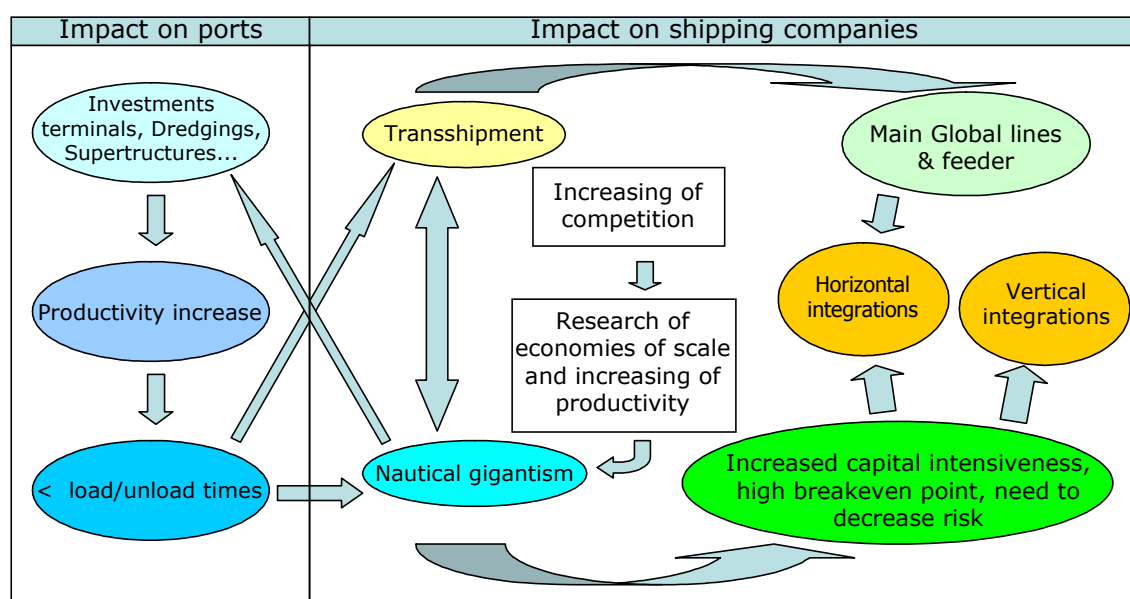 Impact on ports
Impact on shipping companies
Investments
terminals, Dredgings,
Supertructures...
Productivity increase
< load/unload times
Transshipment
Increasing of
competition
Research of
economies of scale
and increasing of
productivity
Nautical gigantism
Main Global lines
& feeder
Horizontal
integrations
Vertical
integrations
Increased capital intensiveness,
high breakeven point, need to
decrease risk